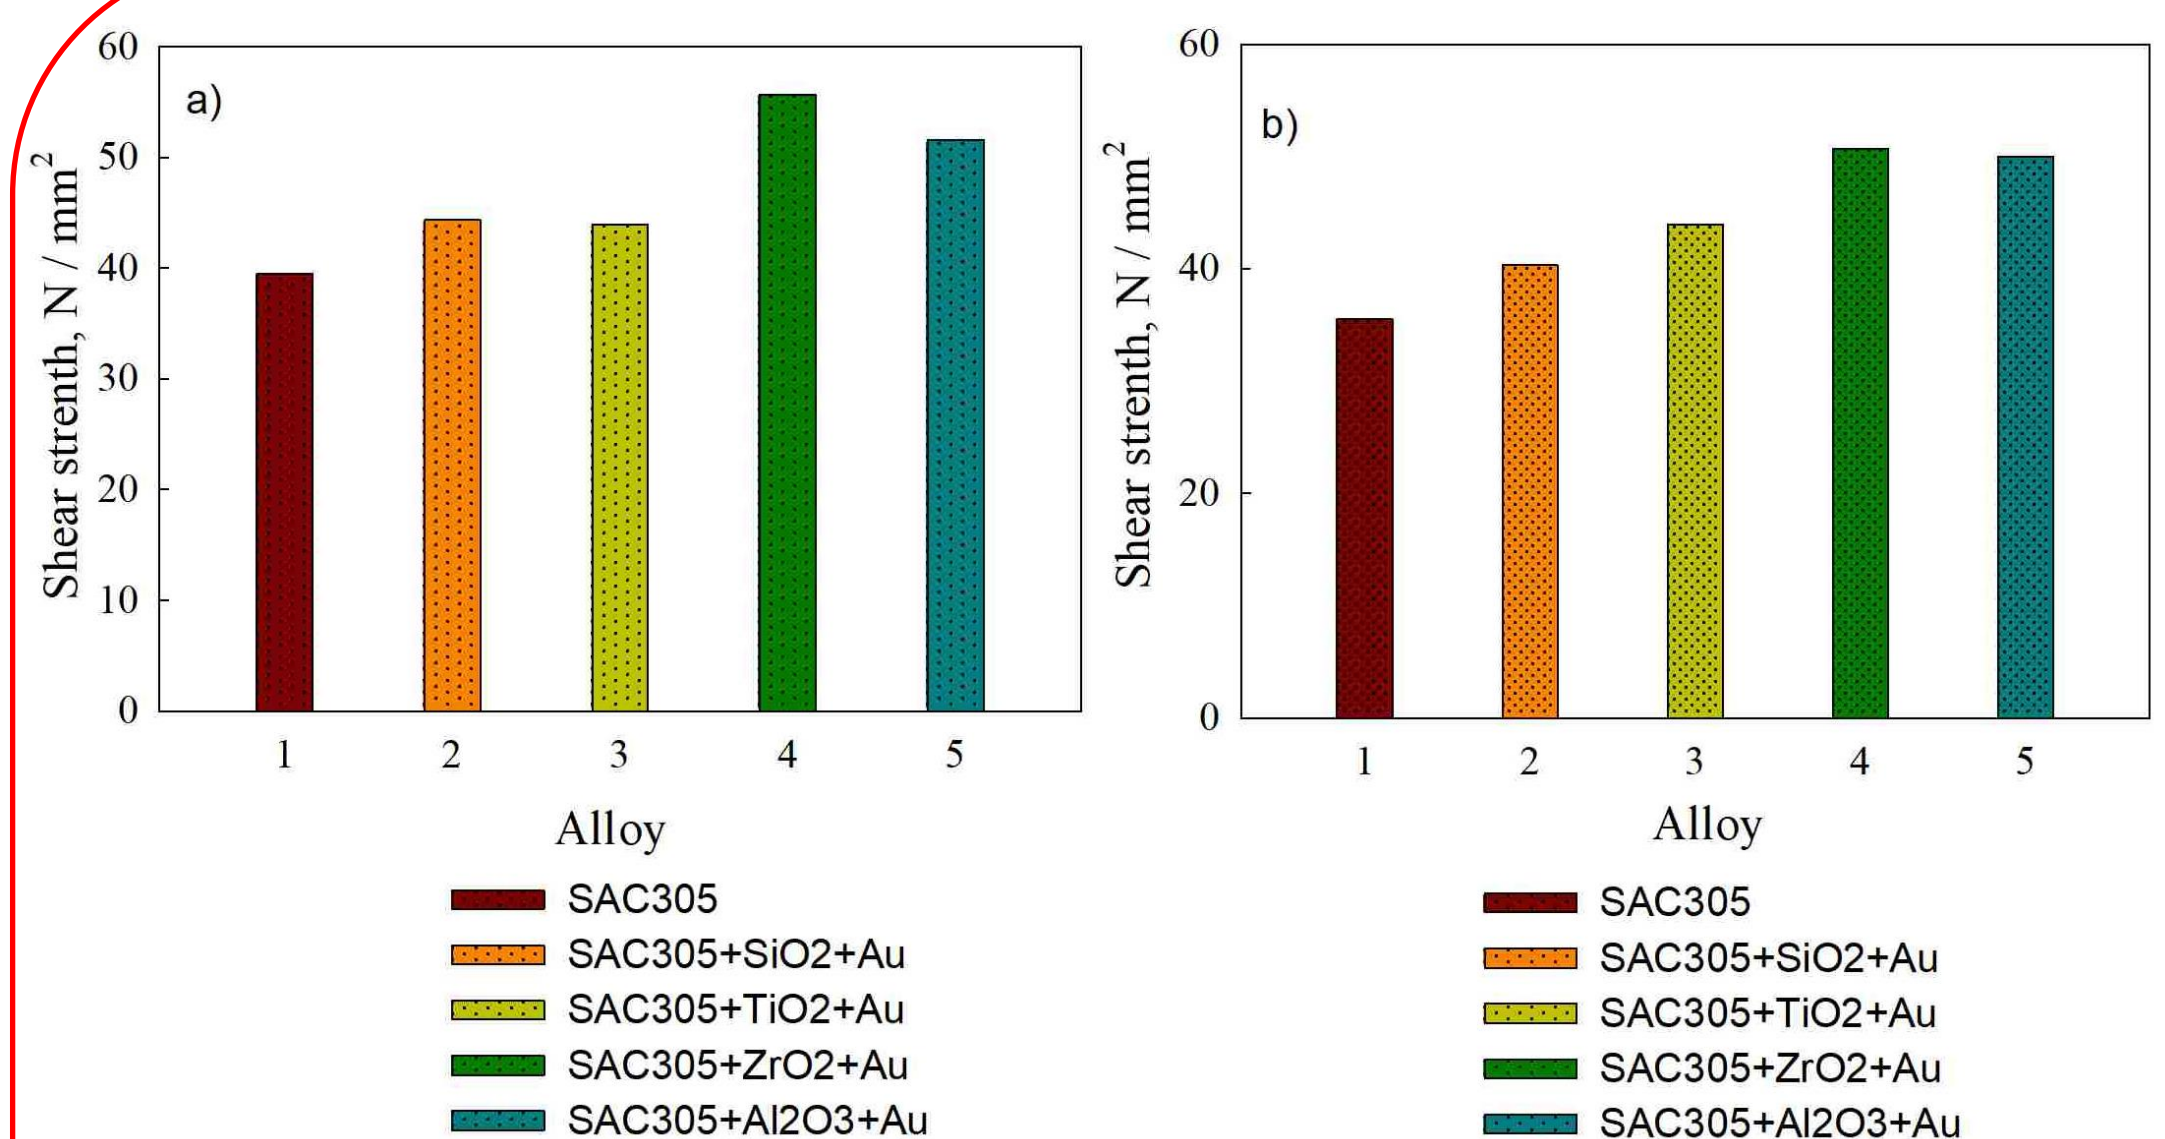 a)
Shear strenth, N / mm²
60
50
40
30
20
10
0
1 2 3 4 5
Alloy
SAC305
SAC305+SiO2+Au
SAC305+TiO2+Au
SAC305+ZrO2+Au
SAC305+Al2O3+Au
b)
Shear strenth, N / mm²
60
40
20
0
1 2 3 4 5
Alloy
SAC305
SAC305+SiO2+Au
SAC305+TiO2+Au
SAC305+ZrO2+Au
SAC305+Al2O3+Au